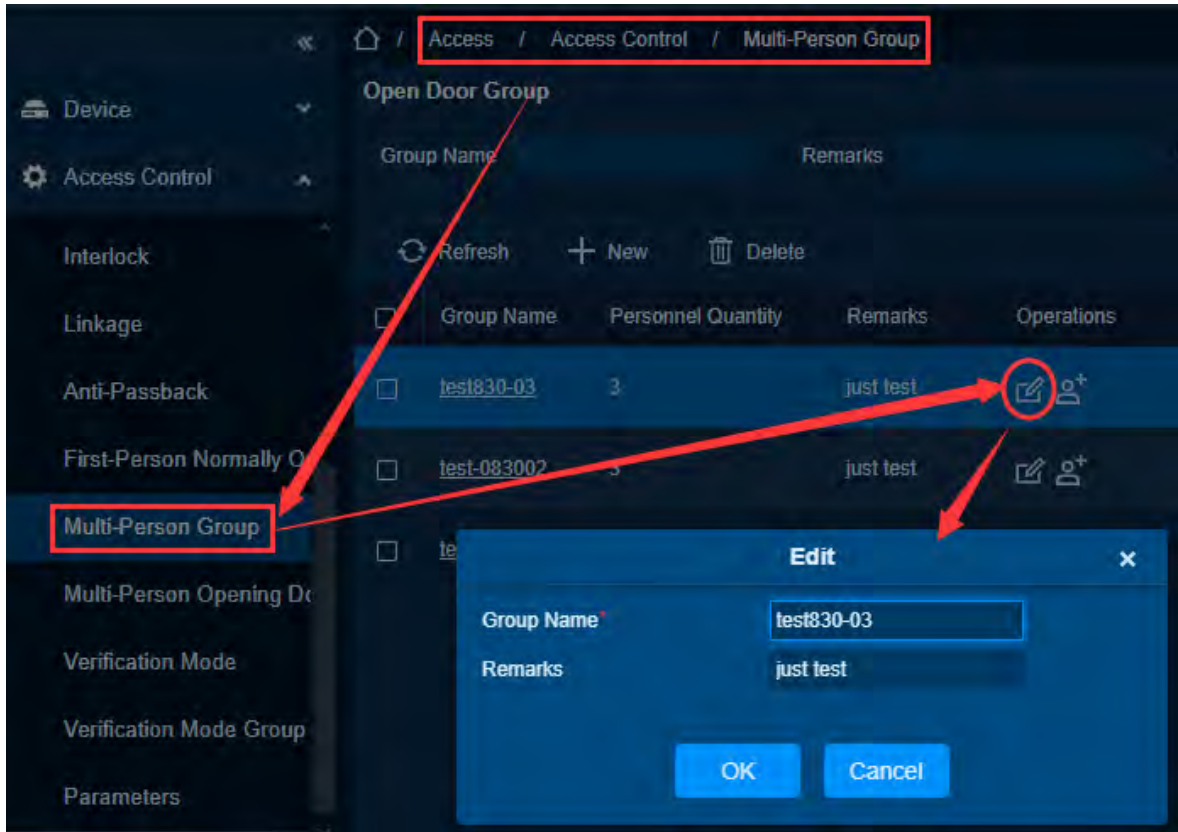 / Access / Access Control / Multi-Person Group
Device
Access Control
Interlock
Linkage
Anti-Passback
First-Person Normally O
Multi-Person Group
Multi-Person Opening Do
Verification Mode
Verification Mode Group
Parameters
Open Door Group
Group Name Remarks
Refresh New Delete
Group Name Personnel Quantity Remarks Operations
test830-03 3 just test
test-083002 3 just test
te
Edit ×
Group Name* test830-03
Remarks just test
OK Cancel